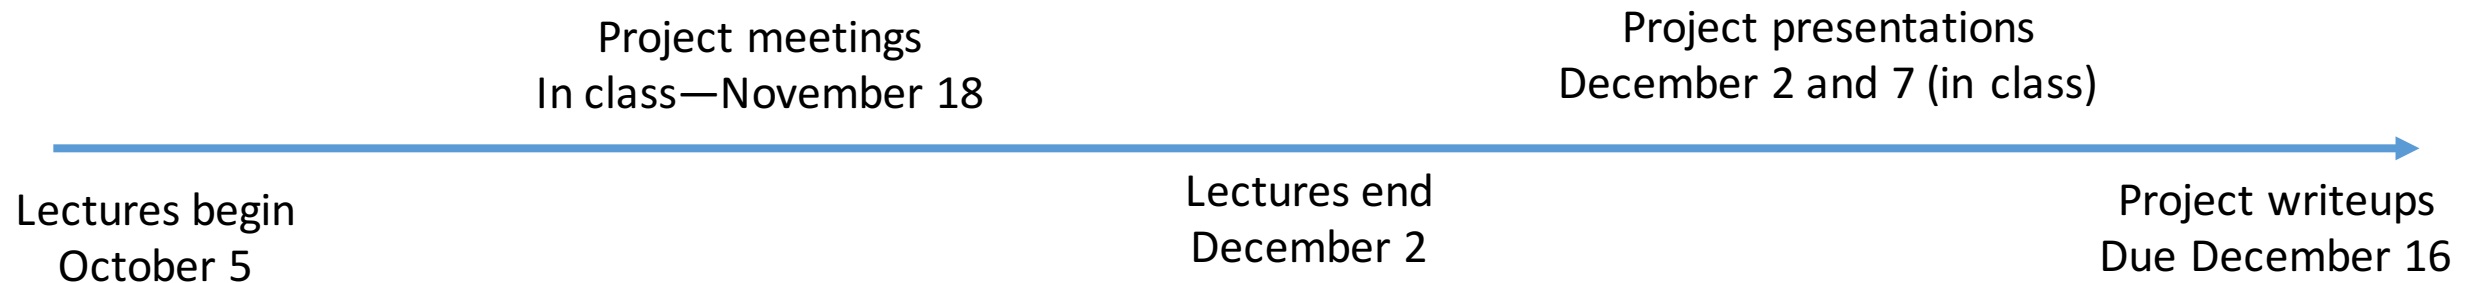 Project meetings
In class—November 18
Project presentations
December 2 and 7 (in class)
Lectures begin
October 5
Lectures end
December 2
Project writeups
Due December 16